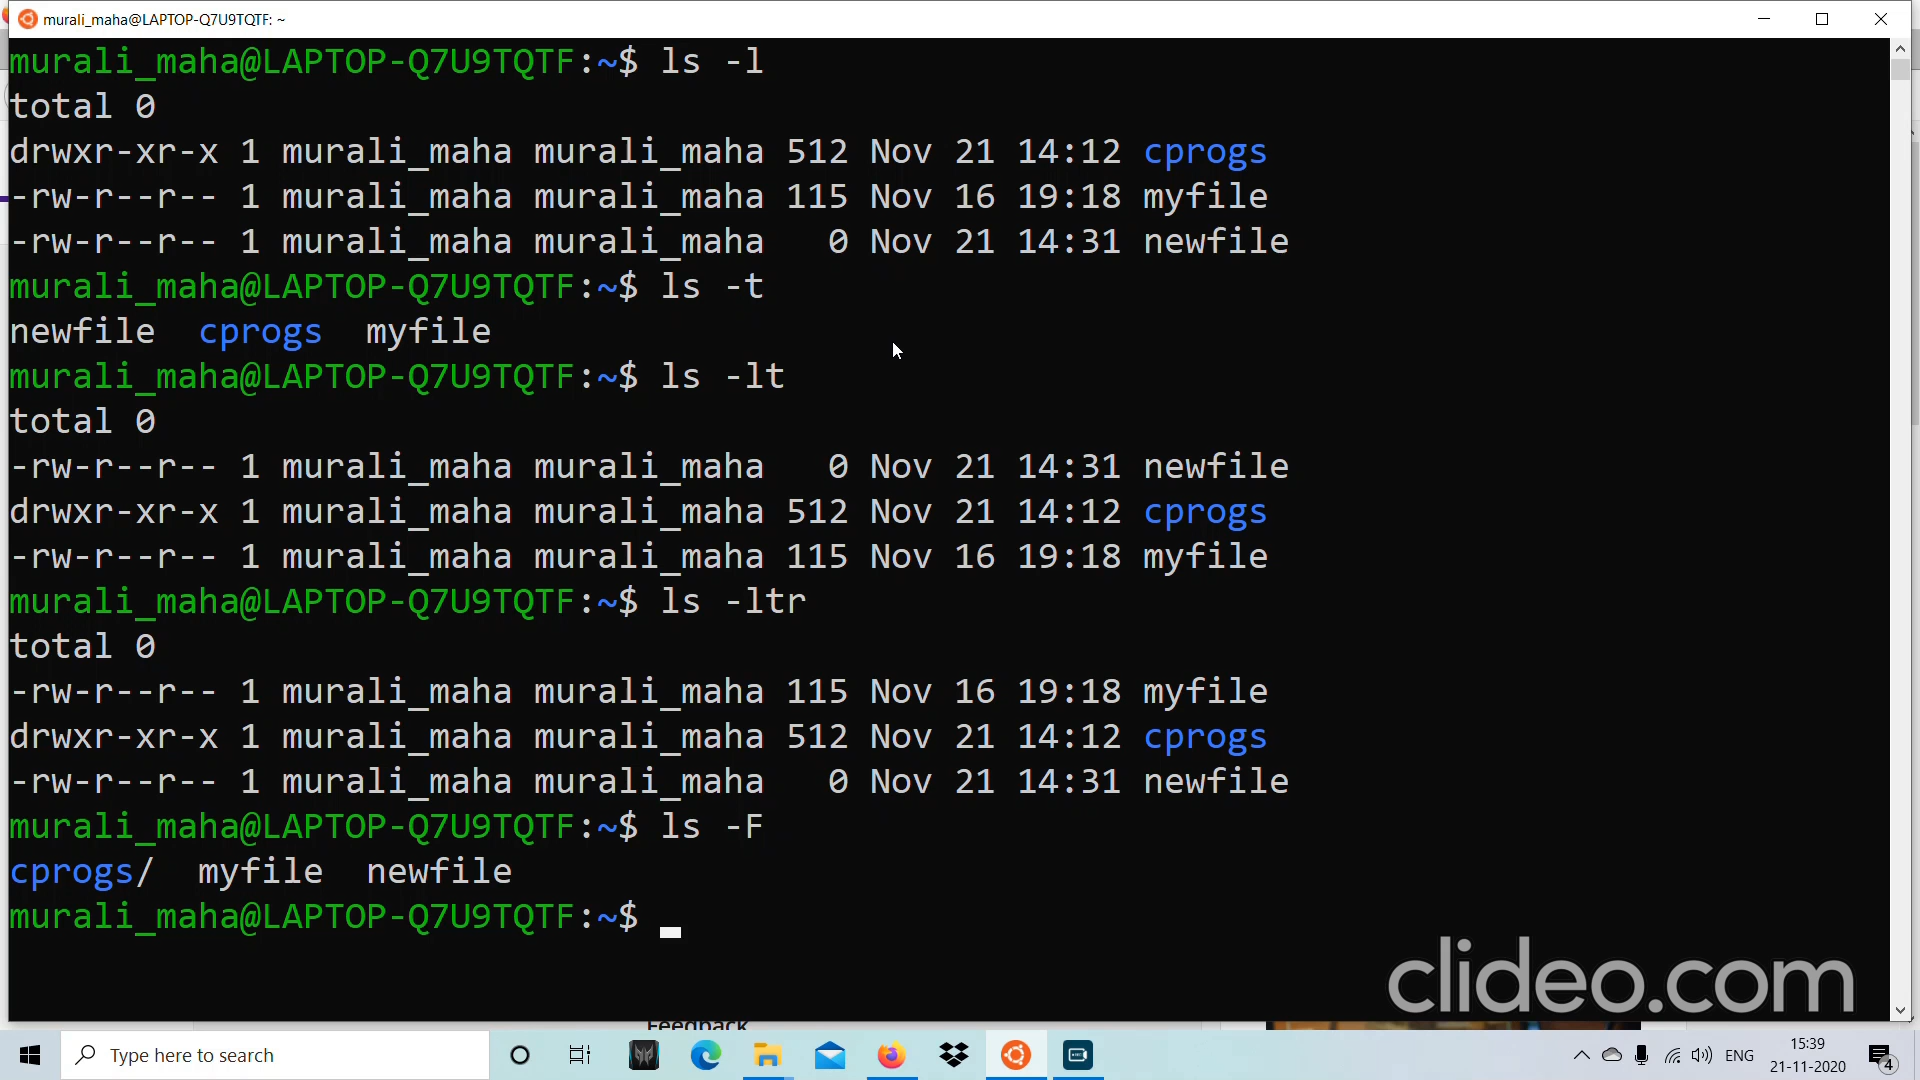 murali_maha@LAPTOP-Q7U9TQTF: ~
murali_maha@LAPTOP-Q7U9TQTF:~$ ls -l
total 0
drwxr-xr-x 1 murali_maha murali_maha 512 Nov 21 14:12 cprogs
-rw-r--r-- 1 murali_maha murali_maha 115 Nov 16 19:18 myfile
-rw-r--r-- 1 murali_maha murali_maha   0 Nov 21 14:31 newfile
murali_maha@LAPTOP-Q7U9TQTF:~$ ls -t
newfile  cprogs  myfile
murali_maha@LAPTOP-Q7U9TQTF:~$ ls -lt
total 0
-rw-r--r-- 1 murali_maha murali_maha   0 Nov 21 14:31 newfile
drwxr-xr-x 1 murali_maha murali_maha 512 Nov 21 14:12 cprogs
-rw-r--r-- 1 murali_maha murali_maha 115 Nov 16 19:18 myfile
murali_maha@LAPTOP-Q7U9TQTF:~$ ls -ltr
total 0
-rw-r--r-- 1 murali_maha murali_maha 115 Nov 16 19:18 myfile
drwxr-xr-x 1 murali_maha murali_maha 512 Nov 21 14:12 cprogs
-rw-r--r-- 1 murali_maha murali_maha   0 Nov 21 14:31 newfile
murali_maha@LAPTOP-Q7U9TQTF:~$ ls -F
cprogs/  myfile  newfile
murali_maha@LAPTOP-Q7U9TQTF:~$
clideo.com
Feedback
Type here to search
ENG
15:39
21-11-2020
4